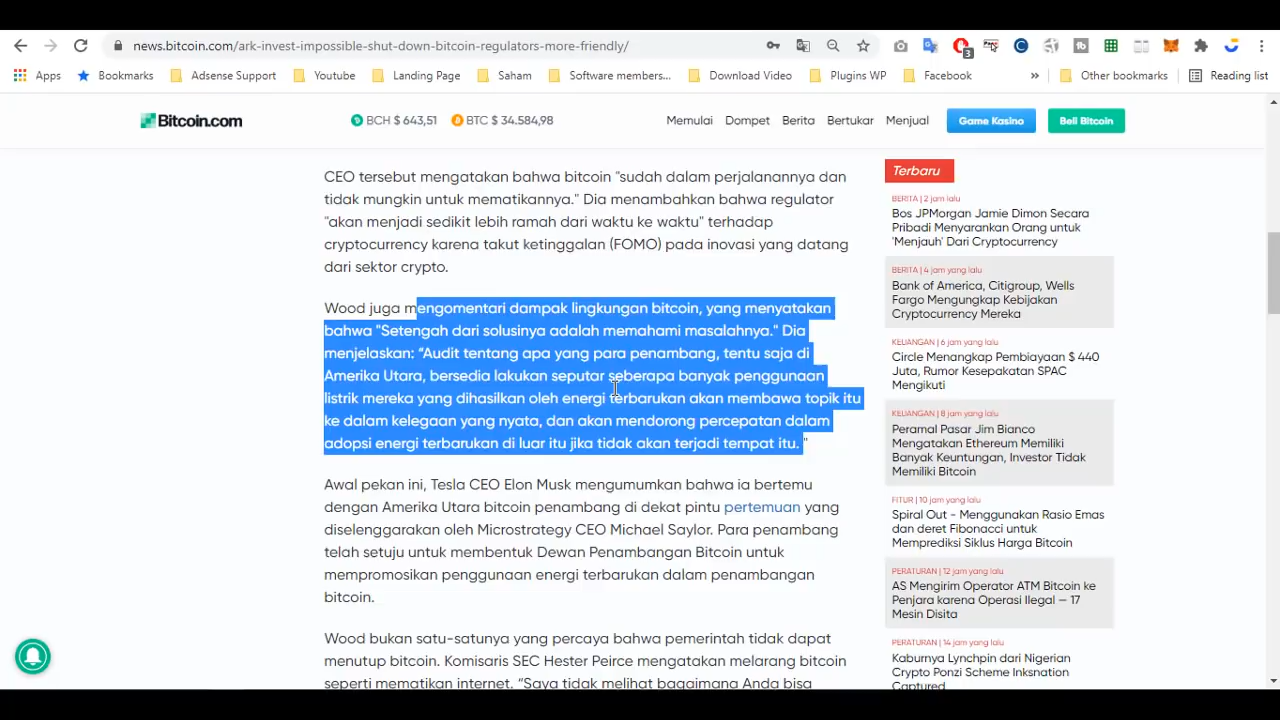 news.bitcoin.com/ark-invest-impossible-shut-down-bitcoin-regulators-more-friendly/
3
Apps
Bookmarks
Adsense Support
Youtube
Landing Page
Saham
Software members...
Download Video
Plugins WP
Facebook
»
Other bookmarks
Reading list
Bitcoin.com
BCH $ 643,51
BTC $ 34.584,98
Memulai
Dompet
Berita
Bertukar
Menjual
Game Kasino
Beli Bitcoin
CEO tersebut mengatakan bahwa bitcoin "sudah dalam perjalanannya dan
tidak mungkin untuk mematikannya." Dia menambahkan bahwa regulator
"akan menjadi sedikit lebih ramah dari waktu ke waktu" terhadap
cryptocurrency karena takut ketinggalan (FOMO) pada inovasi yang datang
dari sektor crypto.
Wood juga mengomentari dampak lingkungan bitcoin, yang menyatakan
bahwa "Setengah dari solusinya adalah memahami masalahnya." Dia
menjelaskan: “Audit tentang apa yang para penambang, tentu saja di
Amerika Utara, bersedia lakukan seputar seberapa banyak penggunaan
listrik mereka yang dihasilkan oleh energi terbarukan akan membawa topik itu
ke dalam kelegaan yang nyata, dan akan mendorong percepatan dalam
adopsi energi terbarukan di luar itu jika tidak akan terjadi tempat itu. "
Awal pekan ini, Tesla CEO Elon Musk mengumumkan bahwa ia bertemu
dengan Amerika Utara bitcoin penambang di dekat pintu pertemuan yang
diselenggarakan oleh Microstrategy CEO Michael Saylor. Para penambang
telah setuju untuk membentuk Dewan Penambangan Bitcoin untuk
mempromosikan penggunaan energi terbarukan dalam penambangan
bitcoin.
Wood bukan satu-satunya yang percaya bahwa pemerintah tidak dapat
menutup bitcoin. Komisaris SEC Hester Peirce mengatakan melarang bitcoin
seperti mematikan internet. “Saya tidak melihat bagaimana Anda bisa
Terbaru
BERITA | 2 jam lalu
Bos JPMorgan Jamie Dimon Secara
Pribadi Menyarankan Orang untuk
'Menjauh' Dari Cryptocurrency
BERITA | 4 jam yang lalu
Bank of America, Citigroup, Wells
Fargo Mengungkap Kebijakan
Cryptocurrency Mereka
KEUANGAN | 6 jam yang lalu
Circle Menangkap Pembiayaan $ 440
Juta, Rumor Kesepakatan SPAC
Mengikuti
KEUANGAN | 8 jam yang lalu
Peramal Pasar Jim Bianco
Mengatakan Ethereum Memiliki
Banyak Keuntungan, Investor Tidak
Memiliki Bitcoin
FITUR | 10 jam yang lalu
Spiral Out - Menggunakan Rasio Emas
dan deret Fibonacci untuk
Memprediksi Siklus Harga Bitcoin
PERATURAN | 12 jam yang lalu
AS Mengirim Operator ATM Bitcoin ke
Penjara karena Operasi Ilegal — 17
Mesin Disita
PERATURAN | 14 jam yang lalu
Kaburnya Lynchpin dari Nigerian
Crypto Ponzi Scheme Inksnation
Captured